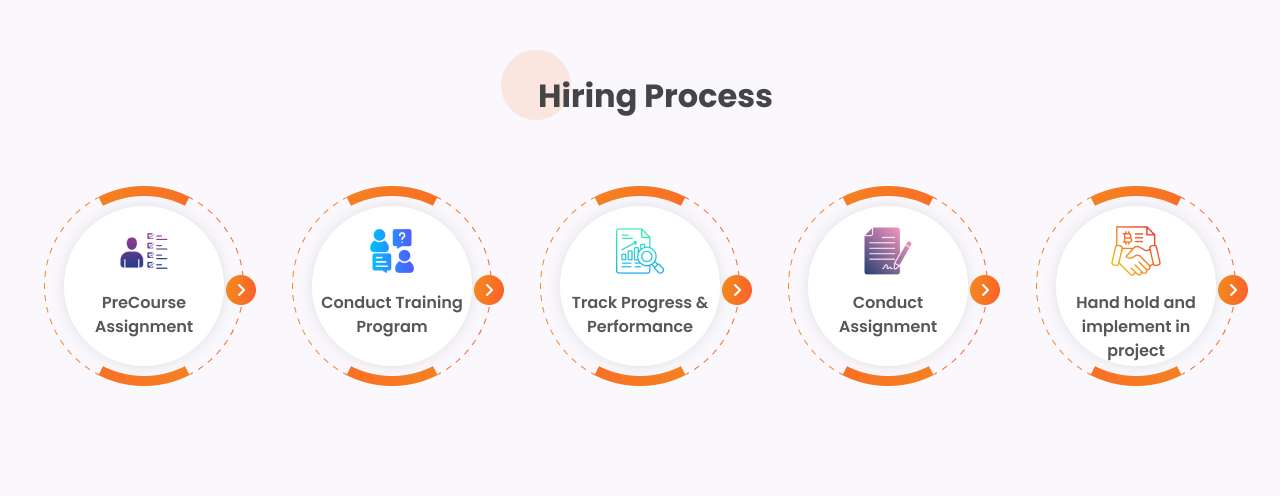 Hiring Process
PreCourse
Assignment
Conduct Training
Program
Track Progress &
Performance
Conduct
Assignment
Hand hold and
implement in
project